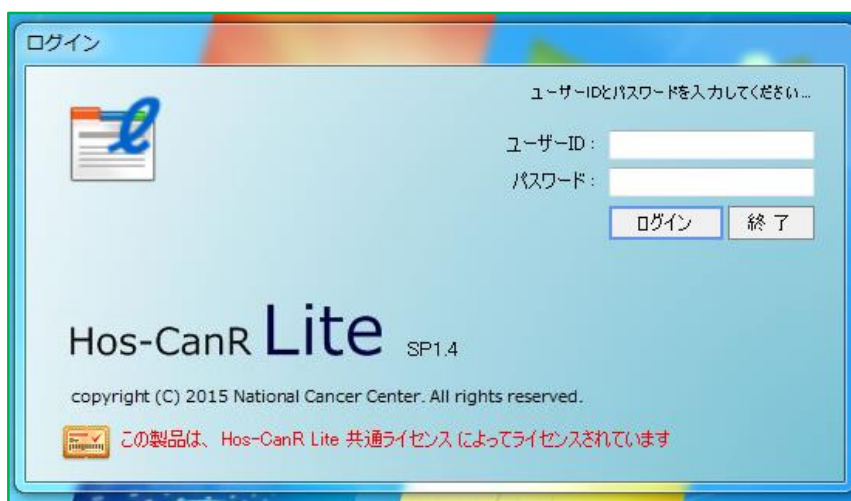 ログイン
ユーザーIDとパスワードを入力してください...
ユーザーID:
パスワード:
ログイン 終了
Hos-CanR Lite SP1.4
copyright (C) 2015 National Cancer Center. All rights reserved.
この製品は、Hos-CanR Lite 共通ライセンス によってライセンスされています